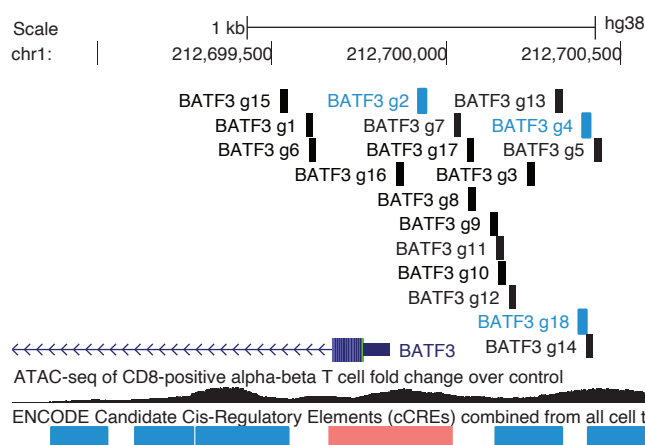 Scale 1 kb hg38
chr1: 212,699,500 212,700,000 212,700,500
BATF3 g15 BATF3 g2 BATF3 g13
BATF3 g1 BATF3 g7 BATF3 g4
BATF3 g6 BATF3 g17 BATF3 g5
BATF3 g16 BATF3 g3
BATF3 g8
BATF3 g9
BATF3 g11
BATF3 g10
BATF3 g12
BATF3 g18
BATF3 BATF3 g14
ATAC-seq of CD8-positive alpha-beta T cell fold change over control
ENCODE Candidate Cis-Regulatory Elements (cCREs) combined from all cell t